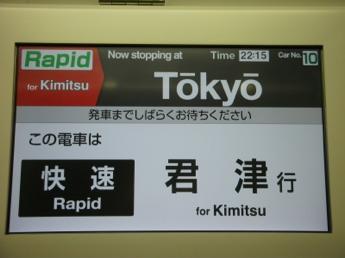 Rapid Now stopping at Time 22:15 Car No. 10
for Kimitsu Tōkyō
発車までしばらくお待ちください
この電車は
快速 君津行
Rapid for Kimitsu